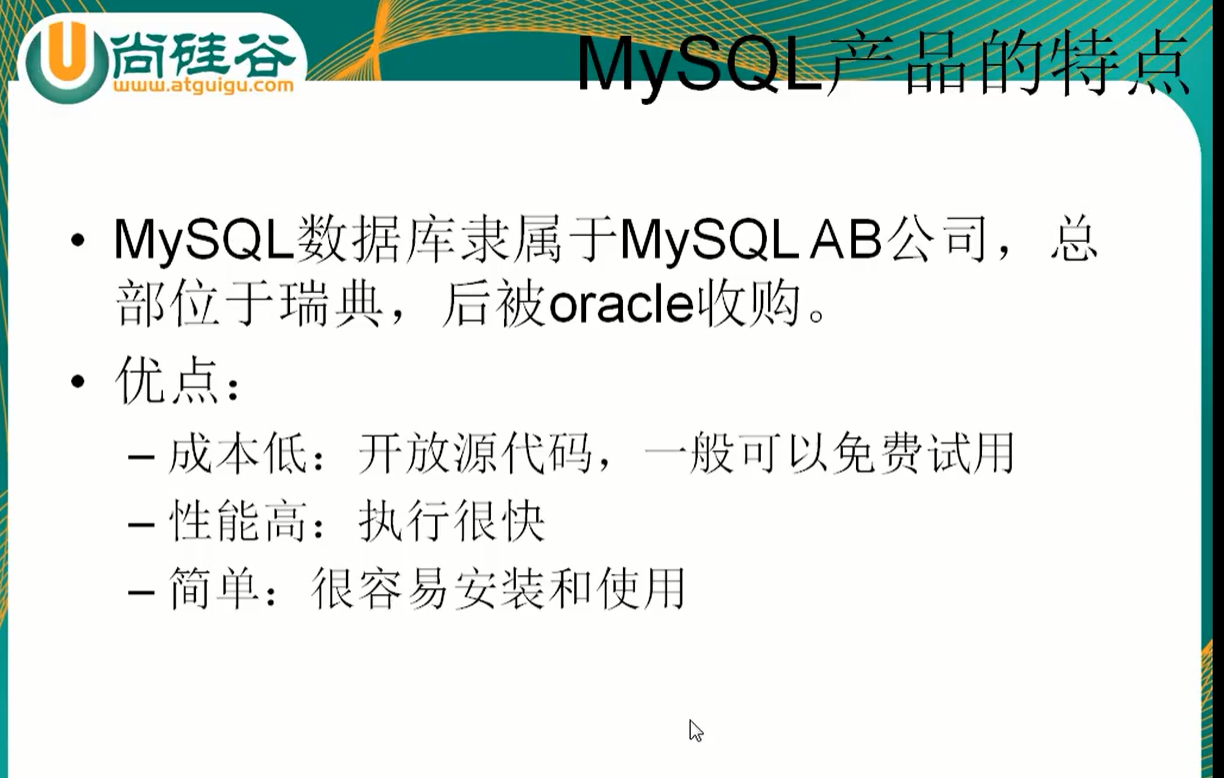 尚硅谷
www.atguigu.com
MySQL产品的特点
• MySQL数据库隶属于MySQL AB公司，总
部位于瑞典，后被oracle收购。
• 优点：
– 成本低：开放源代码，一般可以免费试用
– 性能高：执行很快
– 简单：很容易安装和使用